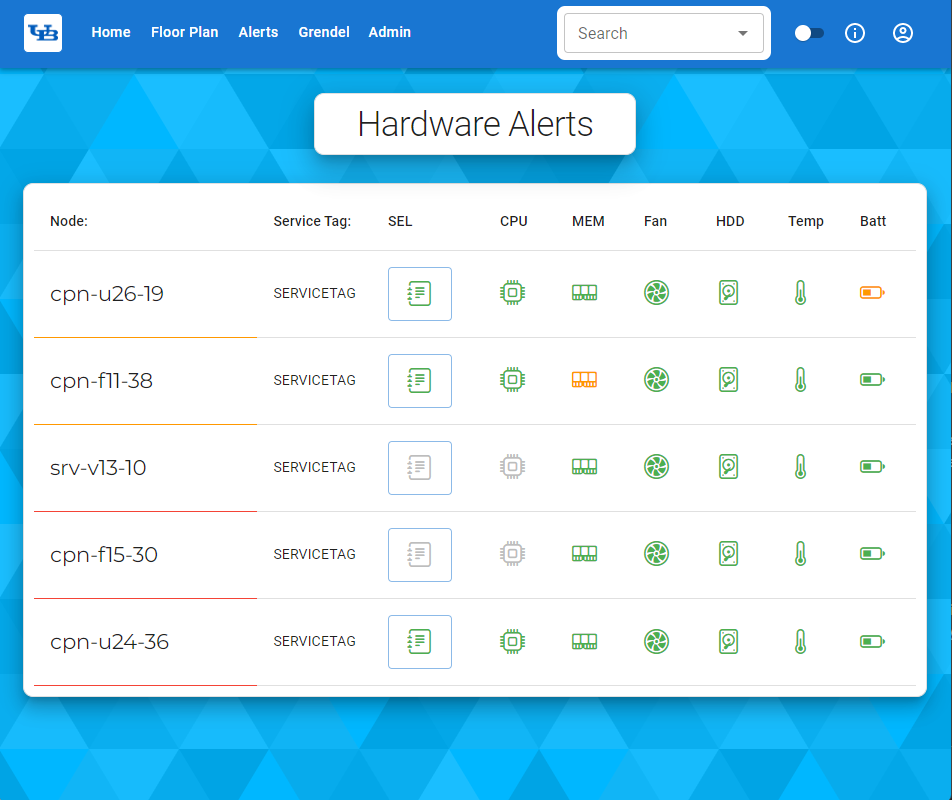 UB Home Floor Plan Alerts Grendel Admin Search
Hardware Alerts
Node: Service Tag: SEL CPU MEM Fan HDD Temp Batt
cpn-u26-19 SERVICETAG
cpn-f11-38 SERVICETAG
srv-v13-10 SERVICETAG
cpn-f15-30 SERVICETAG
cpn-u24-36 SERVICETAG